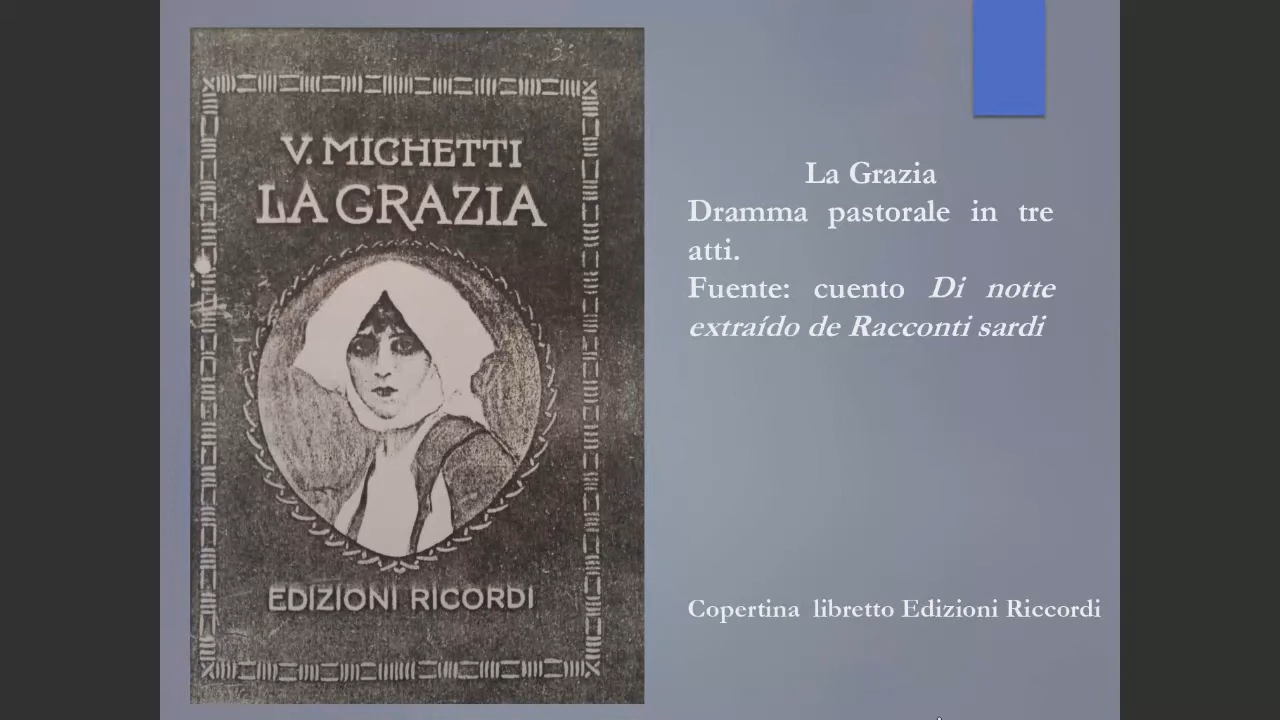 V. MICHETTI
LA GRAZIA
EDIZIONI RICORDI
La Grazia
Dramma pastorale in tre
atti.
Fuente: cuento Di notte
extraído de Racconti sardi
Copertina libretto Edizioni Riccordi